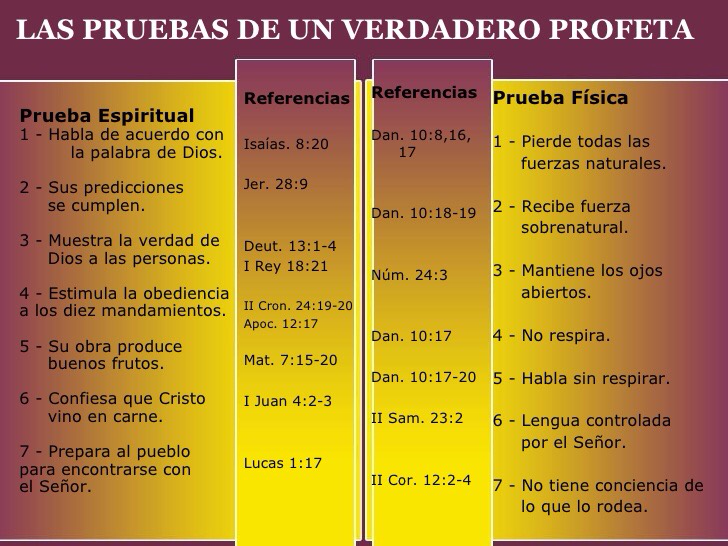 LAS PRUEBAS DE UN VERDADERO PROFETA
Prueba Espiritual
1 - Habla de acuerdo con
la palabra de Dios.
2 - Sus predicciones
se cumplen.
3 - Muestra la verdad de
Dios a las personas.
4 - Estimula la obediencia
a los diez mandamientos.
5 - Su obra produce
buenos frutos.
6 - Confiesa que Cristo
vino en carne.
7 - Prepara al pueblo
para encontrarse con
el Señor.
Referencias
Isaías. 8:20
Jer. 28:9
Deut. 13:1-4
I Rey 18:21
II Cron. 24:19-20
Apoc. 12:17
Mat. 7:15-20
I Juan 4:2-3
Lucas 1:17
Referencias
Dan. 10:8,16,
17
Dan. 10:18-19
Núm. 24:3
Dan. 10:17
Dan. 10:17-20
II Sam. 23:2
II Cor. 12:2-4
Prueba Física
1 - Pierde todas las
fuerzas naturales.
2 - Recibe fuerza
sobrenatural.
3 - Mantiene los ojos
abiertos.
4 - No respira.
5 - Habla sin respirar.
6 - Lengua controlada
por el Señor.
7 - No tiene conciencia de
lo que lo rodea.